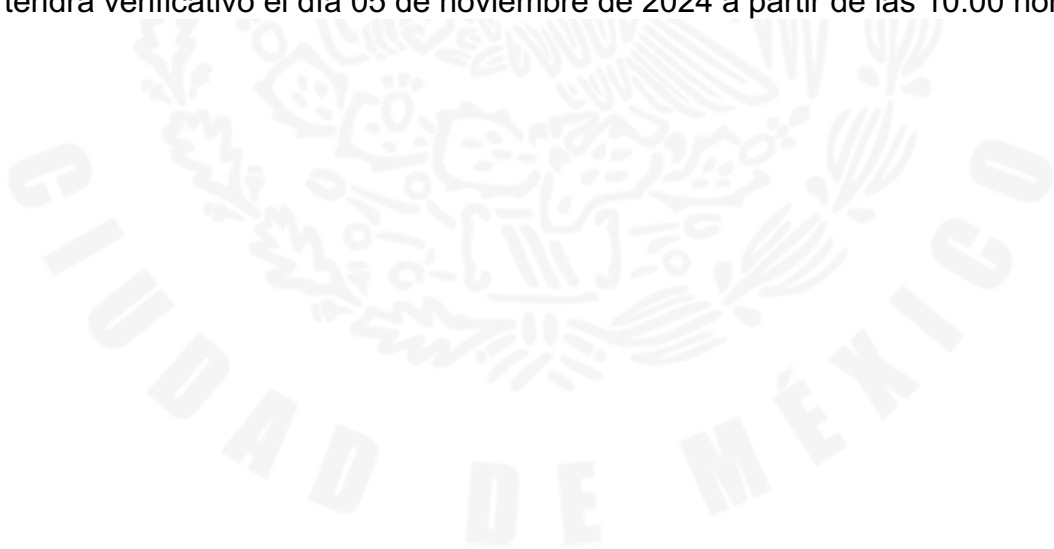 tendrá verificativo el día 05 de noviembre de 2024 a partir de las 10:00
CIUDAD DE MÉXICO